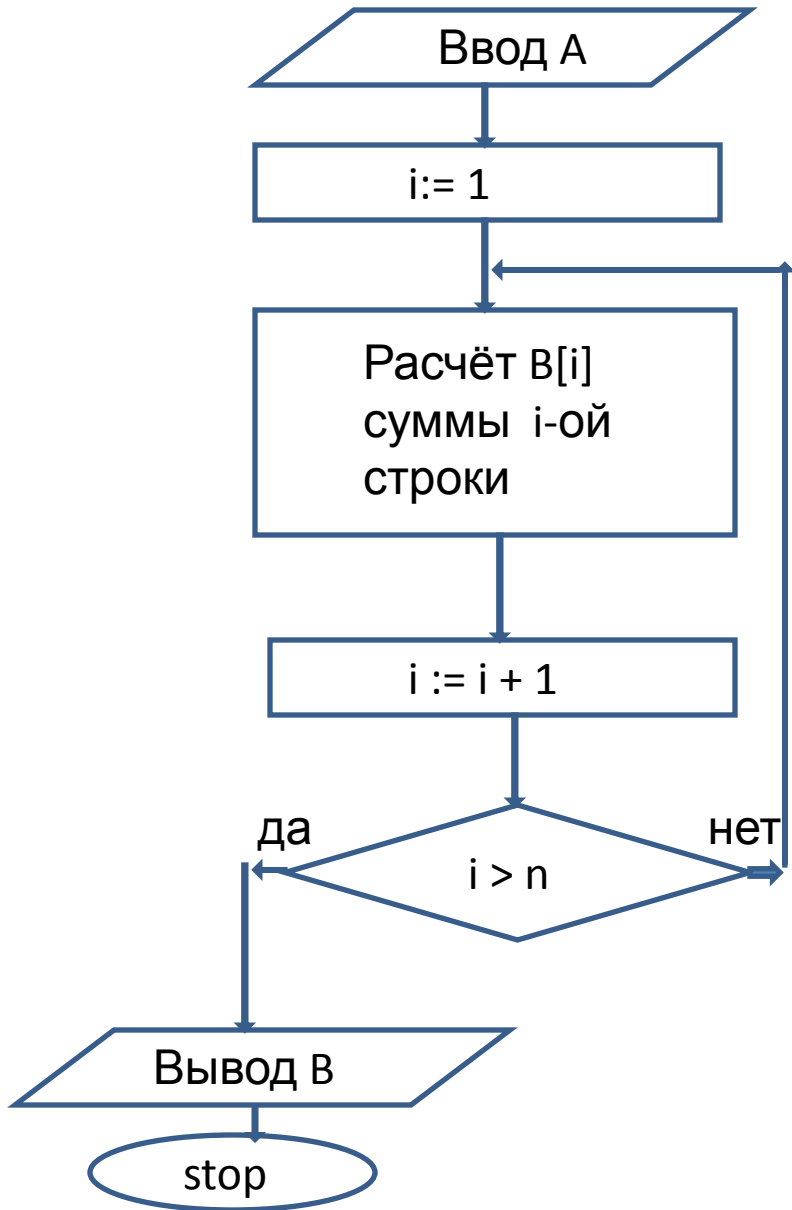 Ввод A
i:= 1
Расчёт B[i]
суммы i-ой
строки
i := i + 1
да
нет
i > n
Вывод B
stop